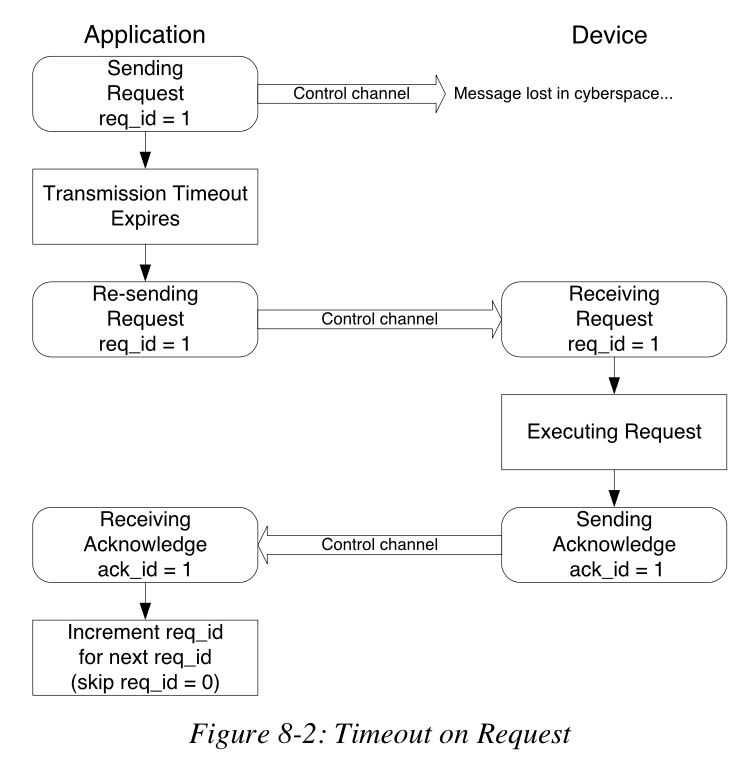 Application
Device
Sending
Request
req_id = 1
Control channel
Message lost in cyberspace...
Transmission Timeout
Expires
Re-sending
Request
req_id = 1
Control channel
Receiving
Request
req_id = 1
Executing Request
Receiving
Acknowledge
ack_id = 1
Control channel
Sending
Acknowledge
ack_id = 1
Increment req_id
for next req_id
(skip req_id = 0)
Figure 8-2: Timeout on Request